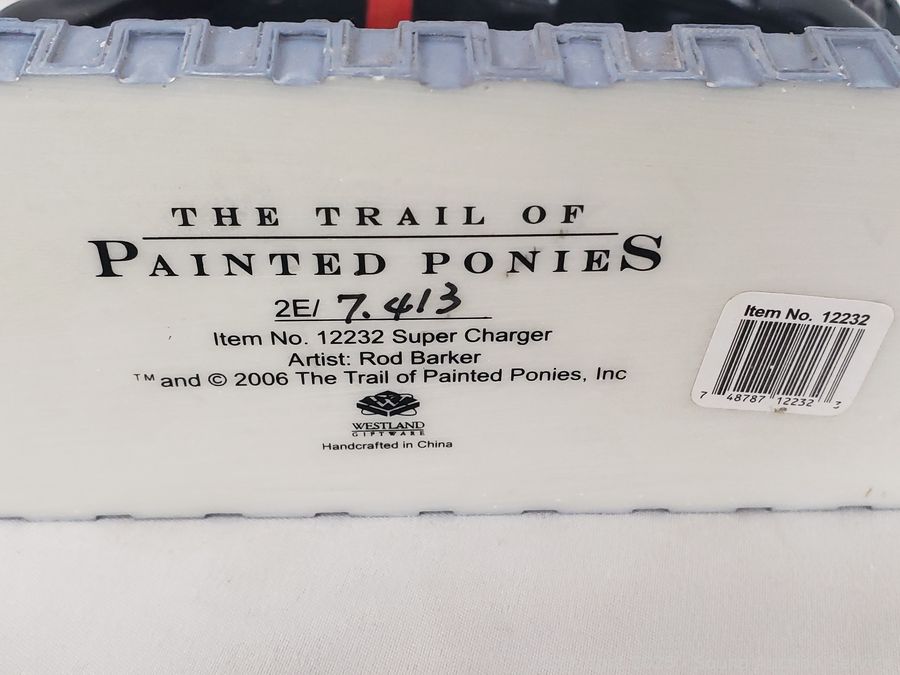 THE TRAIL OF
PAINTED PONIES
2E/ 7.413
Item No. 12232 Super Charger
Artist: Rod Barker
™ and © 2006 The Trail of Painted Ponies, Inc
WESTLAND
GIFTWARE
Handcrafted in China
Item No. 12232
7 48787 12232 3